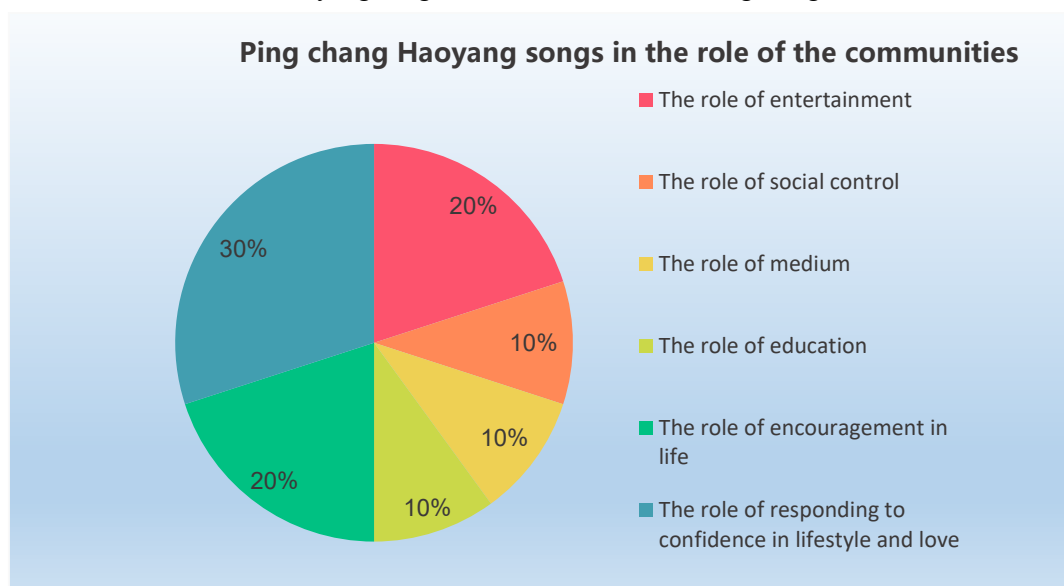 Ping chang Haoyang songs in the role of the communities
The role of entertainment
The role of social control
The role of medium
The role of education
The role of encouragement in
life
The role of responding to
confidence in lifestyle and love
20%
10%
10%
10%
20%
30%